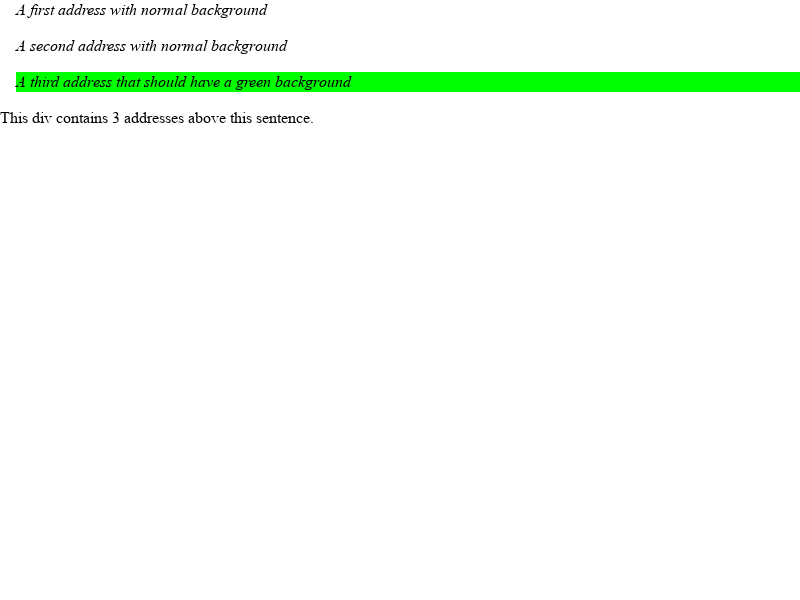 A first address with normal background
A second address with normal background
A third address that should have a green background
This div contains 3 addresses above this sentence.